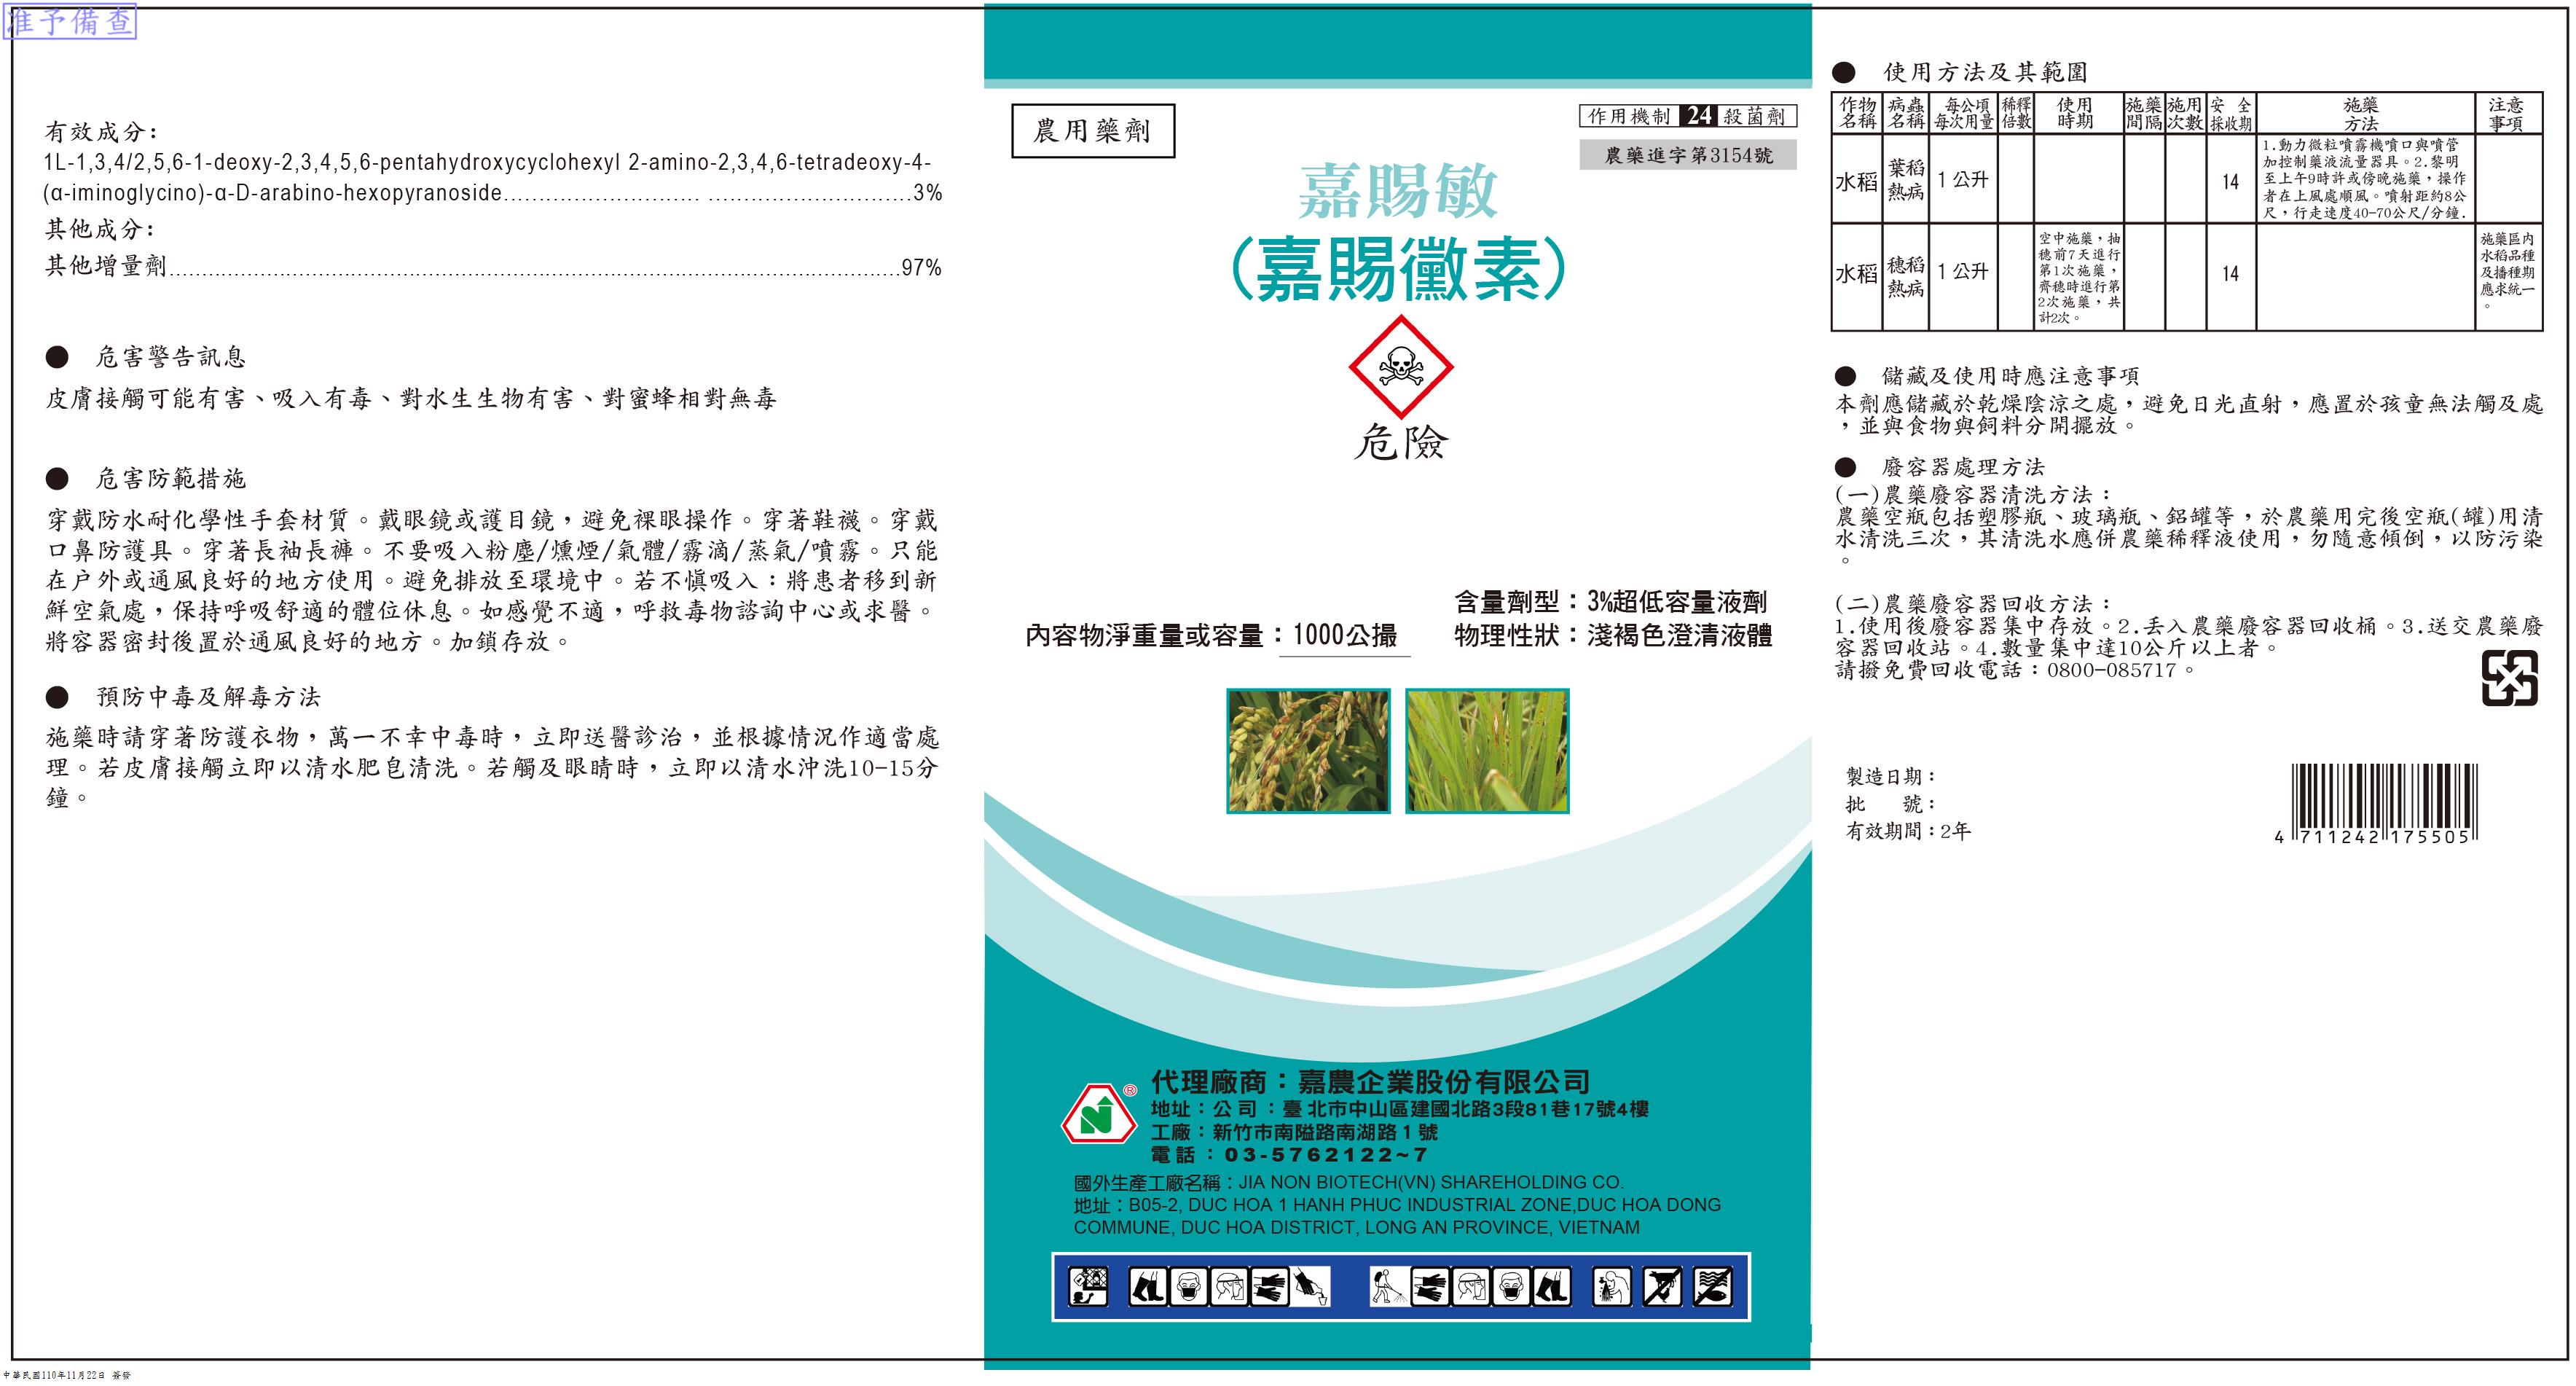 准予備查
有效成分:
1L-1,3,4/2,5,6-1-deoxy-2,3,4,5,6-pentahydroxycyclohexyl 2-amino-2,3,4,6-tetradeoxy-4-
(α-iminoglycino)-α-D-arabino-hexopyranoside............................ .............................3%
其他成分:
其他增量劑................................................................................................................97%
● 危害警告訊息
皮膚接觸可能有害、吸入有毒、對水生生物有害、對蜜蜂相對無毒
● 危害防範措施
穿戴防水耐化學性手套材質。戴眼鏡或護目鏡，避免裸眼操作。穿著鞋襪。穿戴
口鼻防護具。穿著長袖長褲。不要吸入粉塵/燻煙/氣體/霧滴/蒸氣/噴霧。只能
在户外或通風良好的地方使用。避免排放至環境中。若不慎吸入：將患者移到新
鮮空氣處，保持呼吸舒適的體位休息。如感覺不適，呼救毒物諮詢中心或求醫。
將容器密封後置於通風良好的地方。加鎖存放。
● 預防中毒及解毒方法
施藥時請穿著防護衣物，萬一不幸中毒時，立即送醫診治，並根據情況作適當處
理。若皮膚接觸立即以清水肥皂清洗。若觸及眼睛時，立即以清水沖洗10-15分
鐘。
農用藥劑
作用機制 24 殺菌劑
農藥進字第3154號
嘉賜敏
(嘉賜黴素)
危險
含量劑型：3%超低容量液劑
內容物淨重量或容量：1000公撮 物理性狀：淺褐色澄清液體
®
代理廠商：嘉農企業股份有限公司
地址：公司：臺北市中山區建國北路3段81巷17號4樓
工廠：新竹市南隘路南湖路1號
電話：03-5762122~7
國外生產工廠名稱：JIA NON BIOTECH(VN) SHAREHOLDING CO.
地址：B05-2, DUC HOA 1 HANH PHUC INDUSTRIAL ZONE,DUC HOA DONG
COMMUNE, DUC HOA DISTRICT, LONG AN PROVINCE, VIETNAM
● 使用方法及其範圍
作物名稱 病蟲名稱 每公頃每次用量 稀釋倍數 使用時期 施藥間隔 施用次數 安全採收期 施藥方法 注意事項
水稻 葉稻熱病 1公升 14 1.動力微粒噴霧機噴口與噴管
加控制藥液流量器具。2.黎明
至上午9時許或傍晚施藥，操作
者在上風處順風。噴射距約8公
尺，行走速度40-70公尺/分鐘.
水稻 穗稻熱病 1公升 空中施藥，抽
穗前7天進行
第1次施藥，
齊穗時進行第
2次施藥，共
計2次。
14
施藥區內
水稻品種
及播種期
應求統一
。
● 儲藏及使用時應注意事項
本劑應儲藏於乾燥陰涼之處，避免日光直射，應置於孩童無法觸及處
，並與食物與飼料分開擺放。
● 廢容器處理方法
(一)農藥廢容器清洗方法：
農藥空瓶包括塑膠瓶、玻璃瓶、鋁罐等，於農藥用完後空瓶(罐)用清
水清洗三次，其清洗水應併農藥稀釋液使用，勿隨意傾倒，以防污染
。
(二)農藥廢容器回收方法：
1.使用後廢容器集中存放。2.丟入農藥廢容器回收桶。3.送交農藥廢
容器回收站。4.數量集中達10公斤以上者。
請撥免費回收電話：0800-085717。
製造日期：
批 號：
有效期間：2年
4 711242 175505
中華民國110年11月22日 簽發